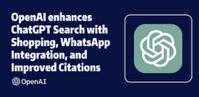 OpenAI enhances
ChatGPT Search with
Shopping, WhatsApp
Integration, and
Improved Citations
OpenAI